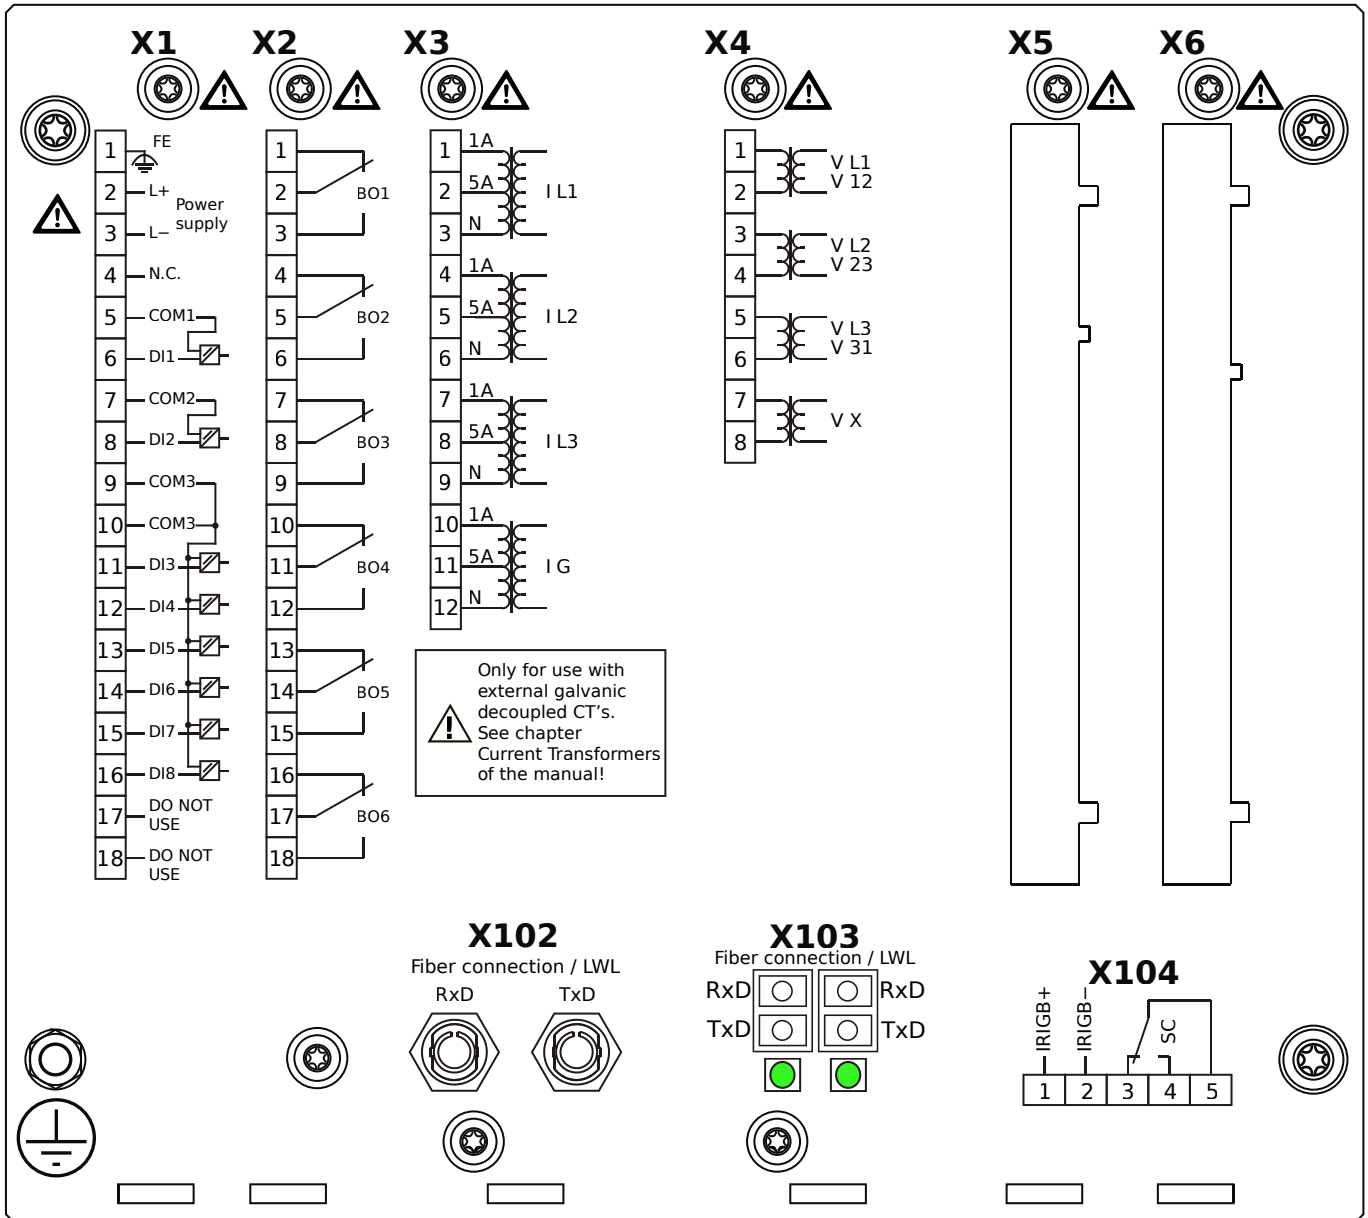 X1
X2
X3
X4
X5
X6
1 FE
2 L+
Power
supply
3 L−
4 N.C.
5 COM1
6 DI1
7 COM2
8 DI2
9 COM3
10 COM3
11 DI3
12 DI4
13 DI5
14 DI6
15 DI7
16 DI8
17 DO NOT
USE
18 DO NOT
USE
1
2 BO1
3
4
5 BO2
6
7
8 BO3
9
10
11 BO4
12
13
14 BO5
15
16
17 BO6
18
1 1A
2 5A I L1
3 N
4 1A
5 5A I L2
6 N
7 1A
8 5A I L3
9 N
10 1A
11 5A I G
12 N
Only for use with
external galvanic
decoupled CT's.
See chapter
Current Transformers
of the manual!
1 V L1
2 V 12
3 V L2
4 V 23
5 V L3
6 V 31
7 V X
8
X102
Fiber connection / LWL
RxD TxD
X103
Fiber connection / LWL
RxD RxD
TxD TxD
X104
IRIGB+
IRIGB−
SC
1 2 3 4 5